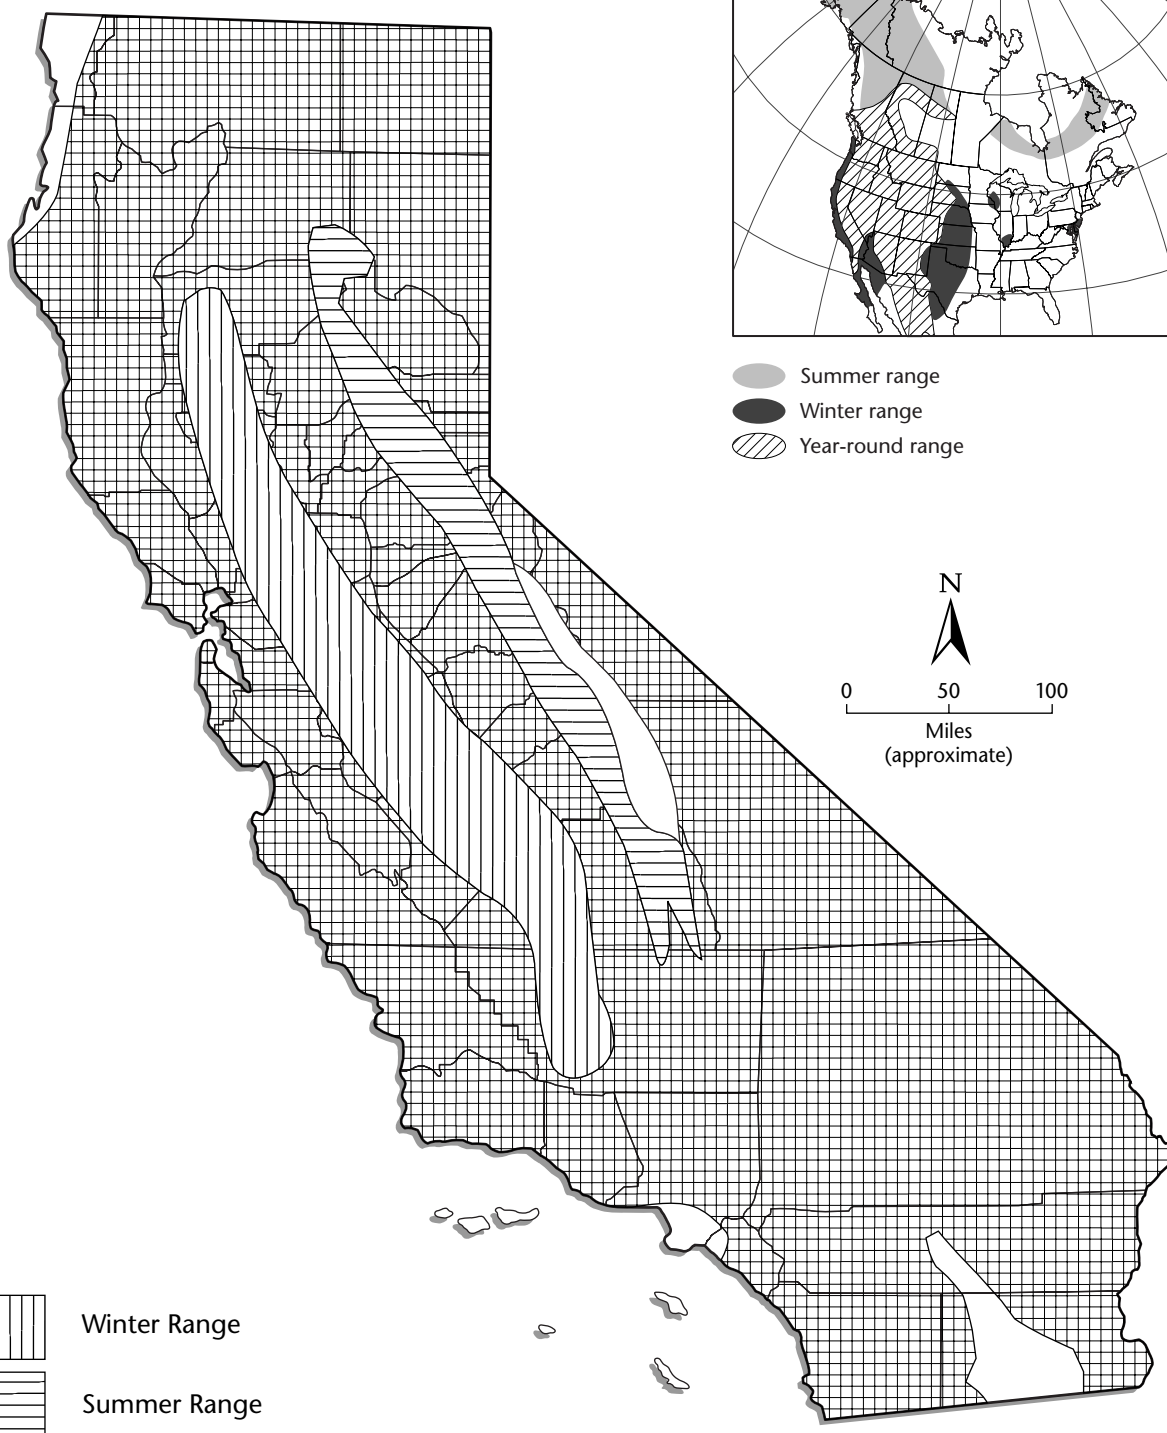 Summer range
Winter range
Year-round range
N
0 50 100
Miles
(approximate)
Winter Range
Summer Range